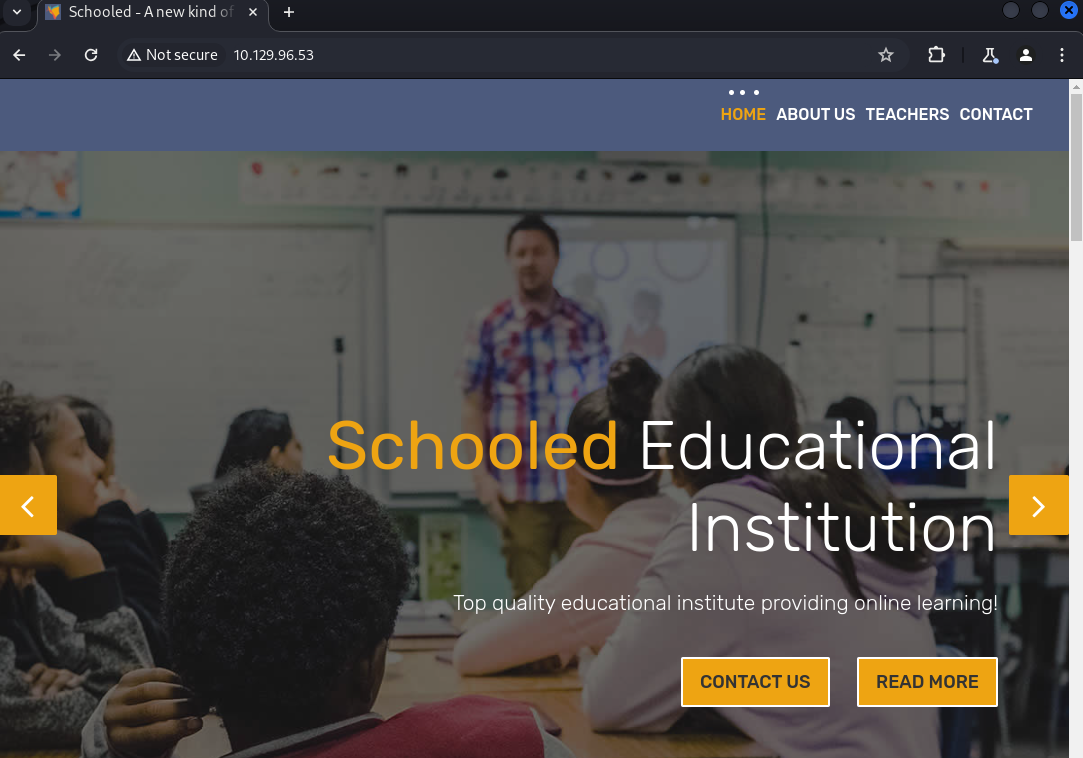 Schooled - A new kind of
Not secure 10.129.96.53
HOME ABOUT US TEACHERS CONTACT
Schooled Educational
Institution
Top quality educational institute providing online learning!
CONTACT US READ MORE